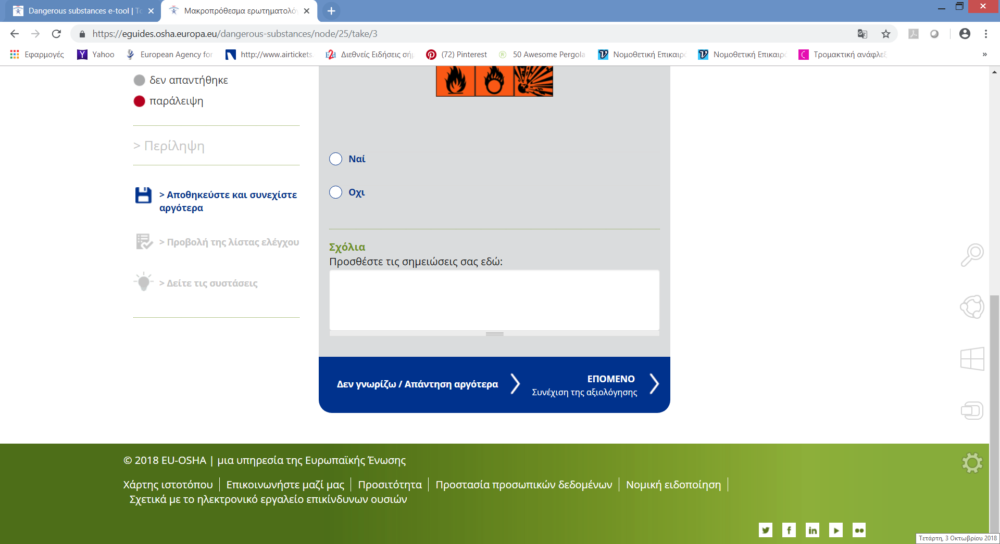 Dangerous substances e-tool | To
Μακροπρόθεσμα ερωτηματολό
https://eguides.osha.europa.eu/dangerous-substances/node/25/take/3
Εφαρμογές
Yahoo
European Agency for
http://www.airtickets.
Διεθνείς Ειδήσεις σήμ
(72) Pinterest
50 Awesome Pergola
Νομοθετική Επικαιρό
Νομοθετική Επικαιρό
Τρομακτική ανάφλεξ
»
δεν απαντήθηκε
παράλειψη
> Περίληψη
> Αποθηκεύστε και συνεχίστε
αργότερα
> Προβολή της λίστας ελέγχου
> Δείτε τις συστάσεις
Ναί
Οχι
Σχόλια
Προσθέστε τις σημειώσεις σας εδώ:
Δεν γνωρίζω / Απάντηση αργότερα
ΕΠΟΜΕΝΟ
Συνέχιση της αξιολόγησης
© 2018 EU-OSHA | μια υπηρεσία της Ευρωπαϊκής Ένωσης
Χάρτης ιστοτόπου
Επικοινωνήστε μαζί μας
Προσιτότητα
Προστασία προσωπικών δεδομένων
Νομική ειδοποίηση
Σχετικά με το ηλεκτρονικό εργαλείο επικίνδυνων ουσιών
Τετάρτη, 3 Οκτωβρίου 2018